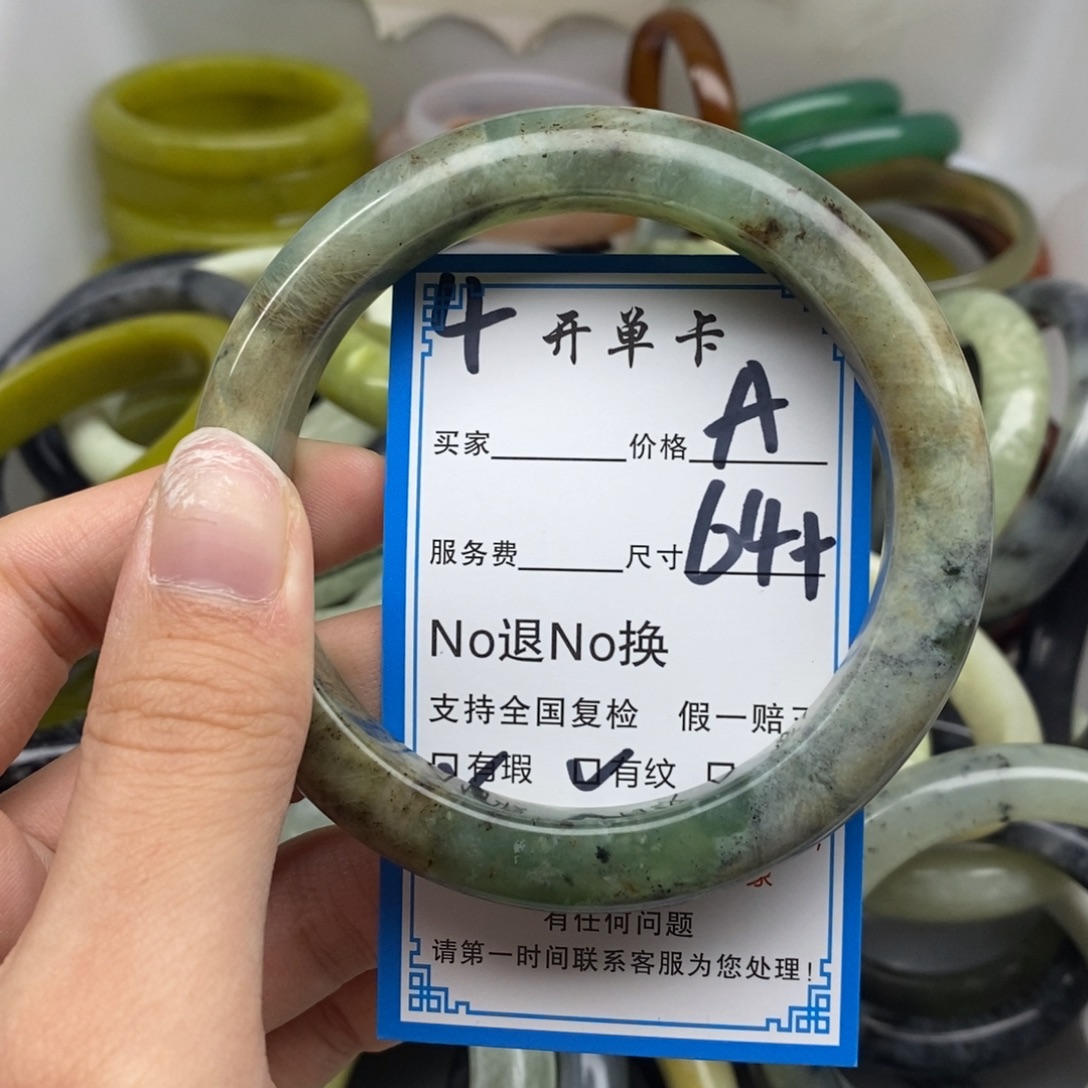 4 开单卡
买家 价格 A
服务费 尺寸 64+
No退No换
支持全国复检 假一赔
有瑕 有纹
家
有任何问题
请第一时间联系客服为您处理!